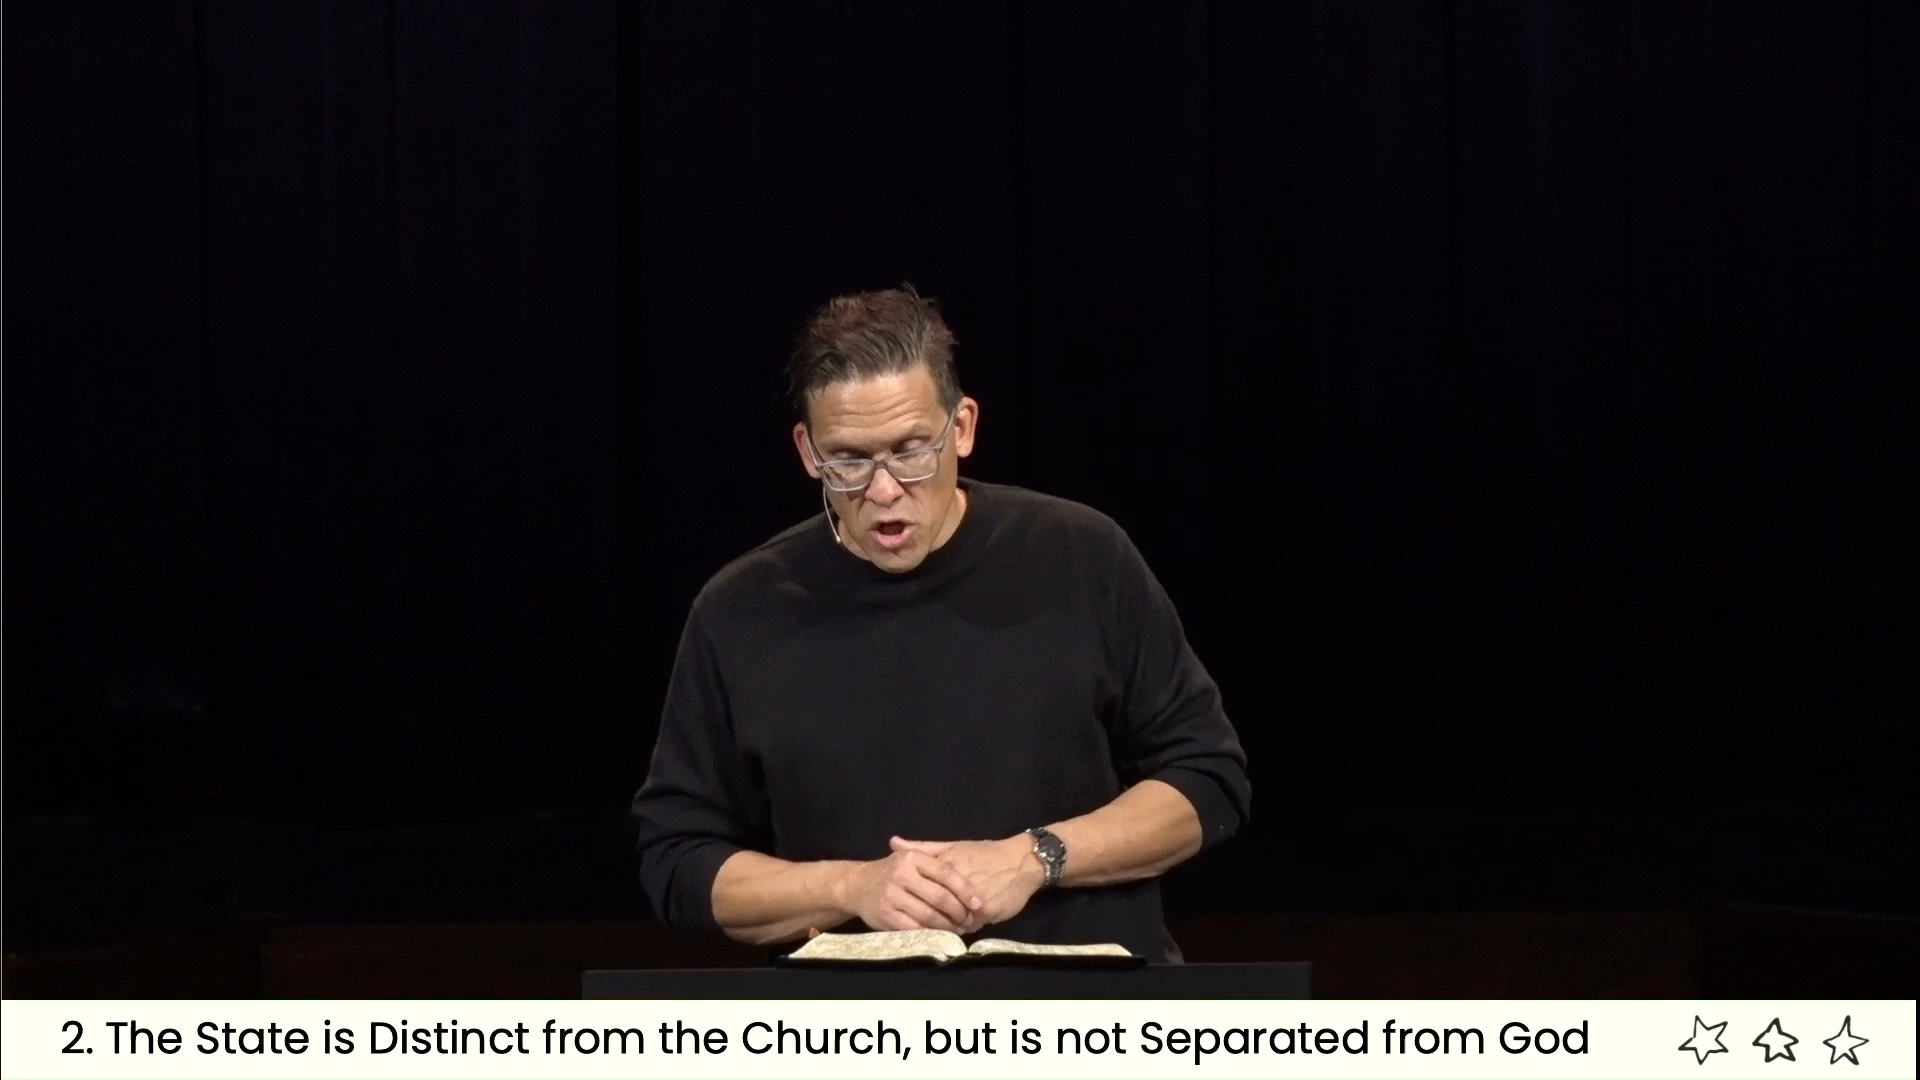 2. The State is Distinct from the Church, but is not Separated from God